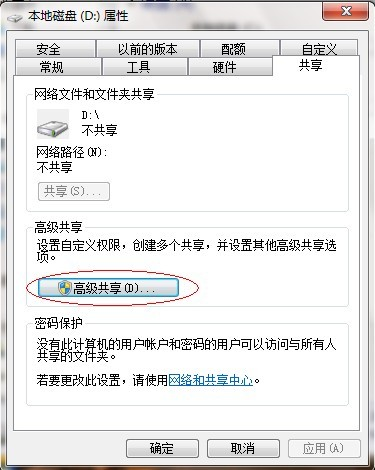 本地磁盘 (D:) 属性
安全
以前的版本
配额
自定义
常规
工具
硬件
共享
网络文件和文件夹共享
D:\
不共享
网络路径(N):
不共享
共享(S)...
高级共享
设置自定义权限，创建多个共享，并设置其他高级共享选
项。
高级共享(D)...
密码保护
没有此计算机的用户帐户和密码的用户可以访问与所有人
共享的文件夹。
若要更改此设置，请使用网络和共享中心。
确定
取消
应用(A)